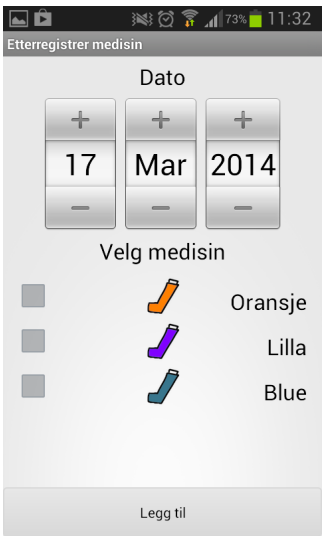 73% 11:32
Etterregistrer medisin
Dato
+ + +
17 Mar 2014
− − −
Velg medisin
Oransje
Lilla
Blue
Legg til